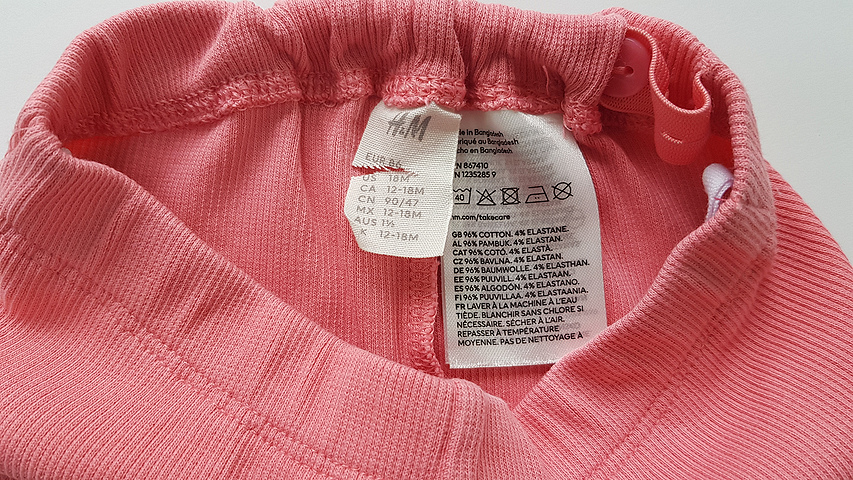 H&M
EUR 86
US 18M
CA 12-18M
CN 90/47
MX 12-18M
AUS 1½
K 12-18M
in Bangladesh
au Bangladesh
en Bangladesh
867410
1235285 9
40
hm.com/takecare
GB 96% COTTON. 4% ELASTANE.
AL 96% PAMBUK. 4% ELASTAN.
CAT 96% COTÓ. 4% ELASTÀ.
CZ 96% BAVLNA. 4% ELASTAN.
DE 96% BAUMWOLLE. 4% ELASTHAN.
EE 96% PUUVILL. 4% ELASTAAN.
ES 96% ALGODÓN. 4% ELASTANO.
FI 96% PUUVILLAA. 4% ELASTAANIA.
FR LAVER À LA MACHINE À L'EAU
TIÈDE. BLANCHIR SANS CHLORE SI
NÉCESSAIRE. SÉCHER À L'AIR.
REPASSER À TEMPÉRATURE
MOYENNE. PAS DE NETTOYAGE À